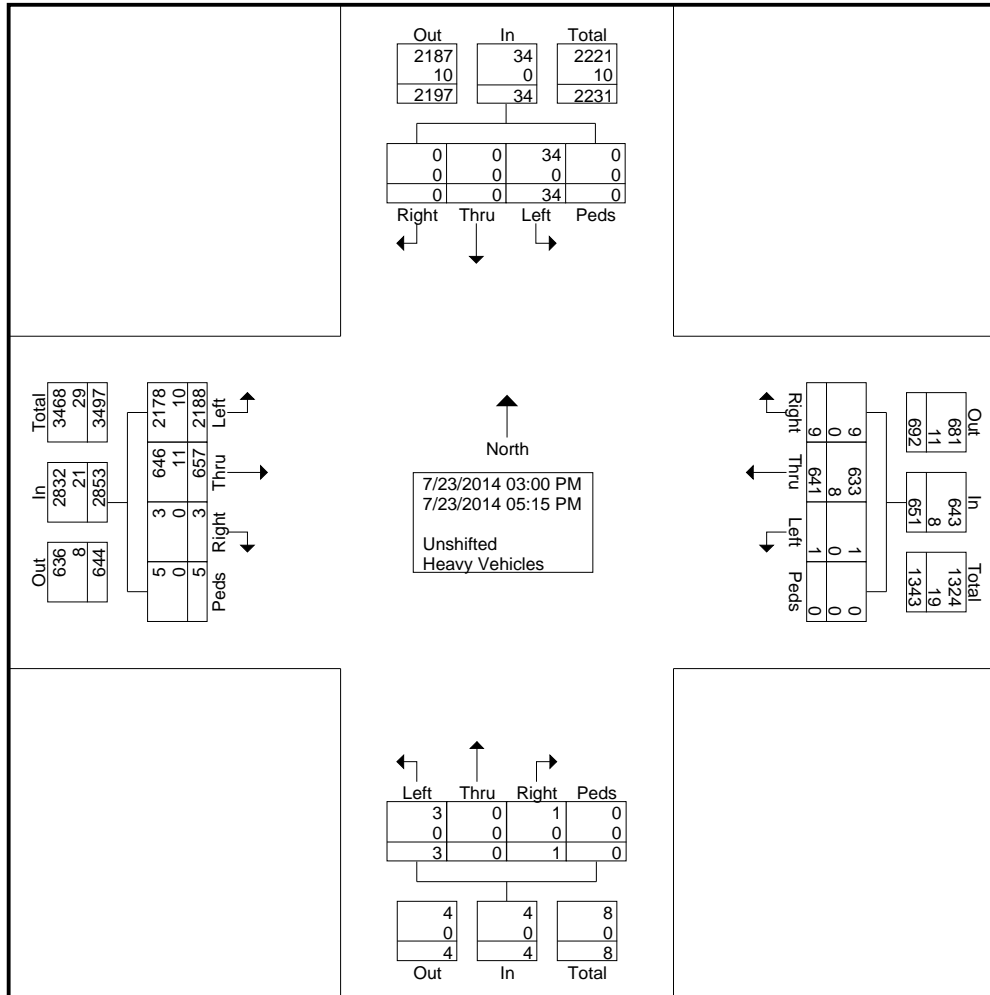 Out In Total
2187 34 2221
10 0 10
2197 34 2231
0 0 34 0
0 0 0 0
0 0 34 0
Right Thru Left Peds
Total
3468
29
3497
In
2832
21
2853
Out
636
8
644
2178 10 2188 Left
646 11 657 Thru
3 0 3 Right
5 0 5 Peds
North
7/23/2014 03:00 PM
7/23/2014 05:15 PM
Unshifted
Heavy Vehicles
Right 9 0 9
Thru 633 8 641
Left 1 0 1
Peds 0 0 0
Out
681
11
692
In
643
8
651
Total
1324
19
1343
Left Thru Right Peds
3 0 1 0
0 0 0 0
3 0 1 0
4 4 8
0 0 0
4 4 8
Out In Total